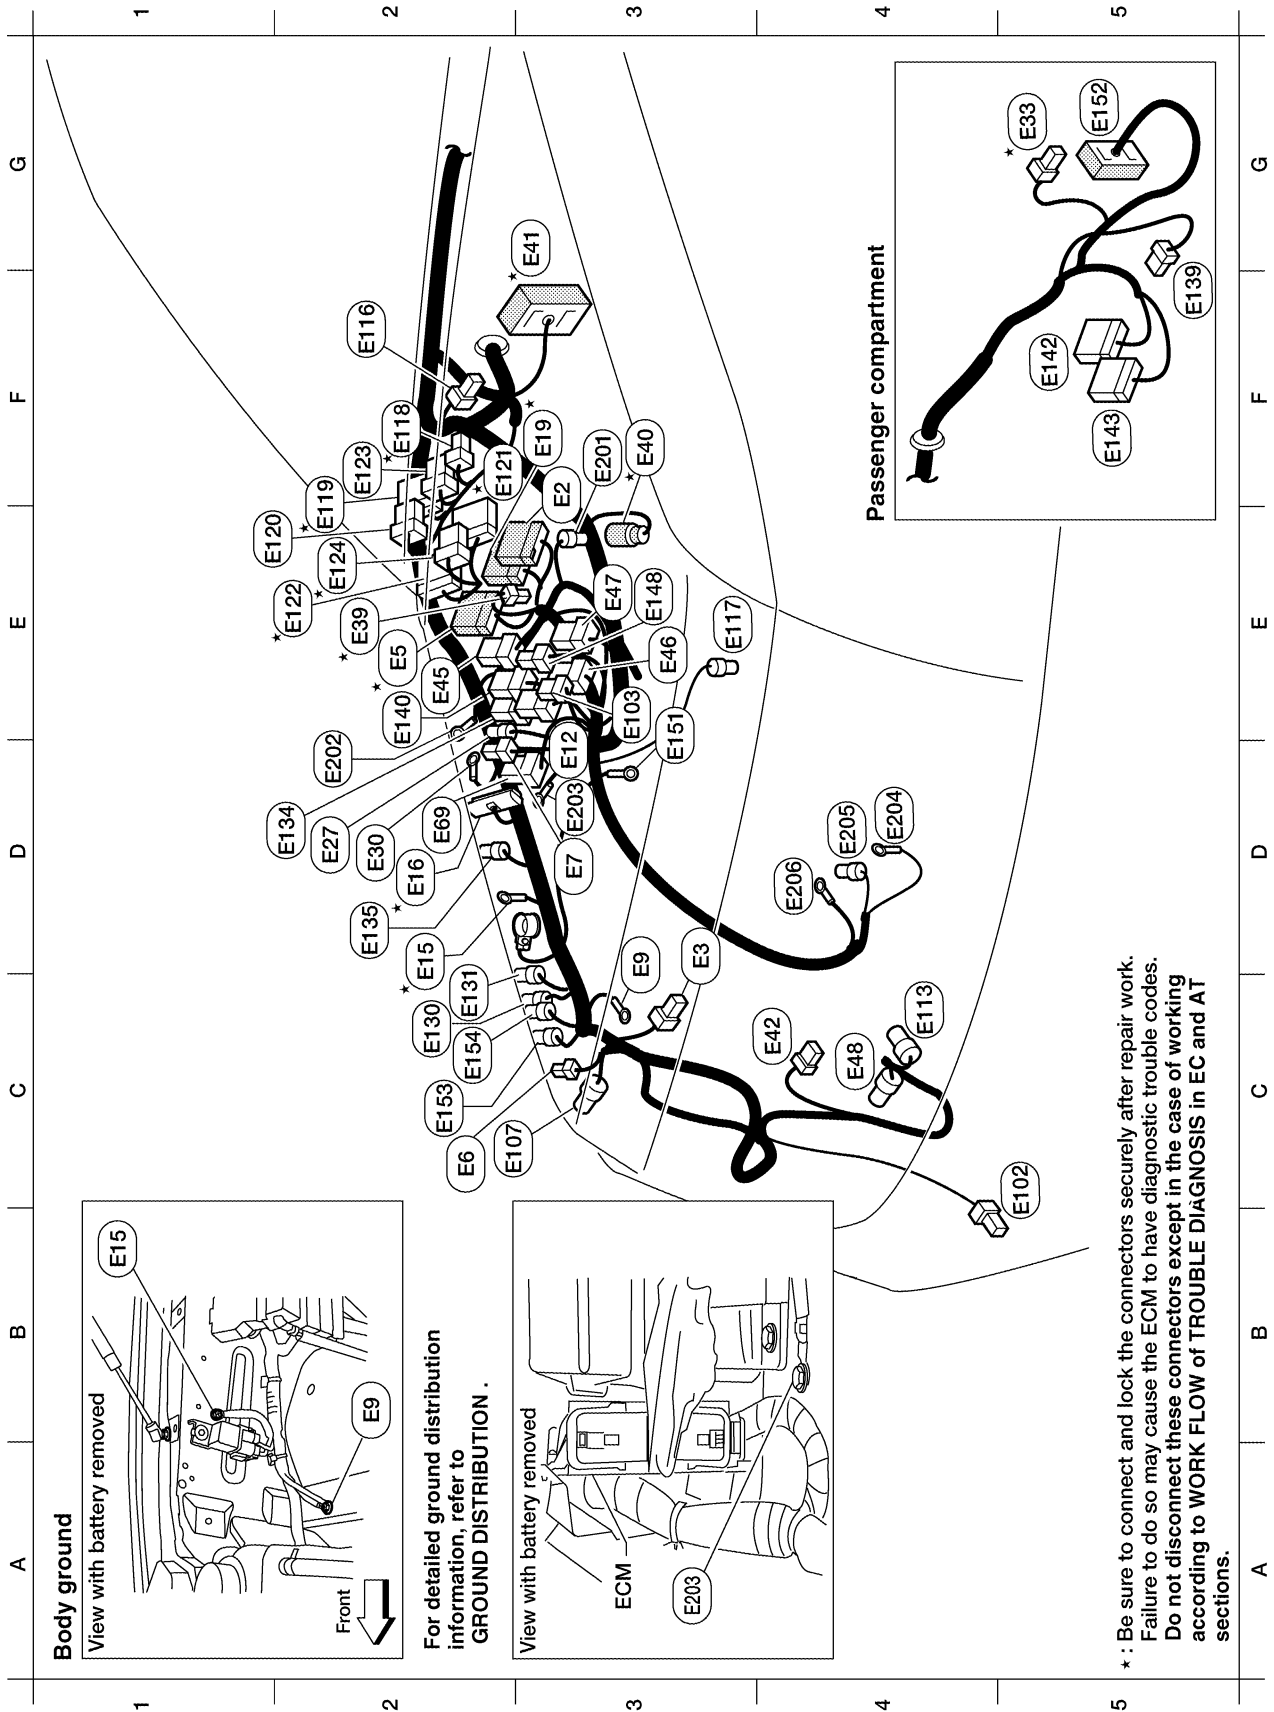 1
2
3
4
5
G
F
E
D
C
B
A
Body ground
View with battery removed
E15
E9
Front
For detailed ground distribution
information, refer to
GROUND DISTRIBUTION .
View with battery removed
ECM
E203
★ E122
★ E120
★ E119
★ E124
★ E123
★ E118
E116
★ E41
★ E39
★ E5
E45
E140
E202
E134
E27
E30
E69
★ E16
E135
★ E15
E131
E130
E154
E153
E6
E107
★ E121
★ E19
E2
E201
★ E40
E47
E148
E46
E117
E103
E151
E12
E203
E7
E9
E3
E42
E48
E113
E102
E206
E205
E204
Passenger compartment
★ E33
E152
E139
E142
E143
★ : Be sure to connect and lock the connectors securely after repair work.
Failure to do so may cause the ECM to have diagnostic trouble codes.
Do not disconnect these connectors except in the case of working
according to WORK FLOW of TROUBLE DIAGNOSIS in EC and AT
sections.
1
2
3
4
5
G
F
E
D
C
B
A